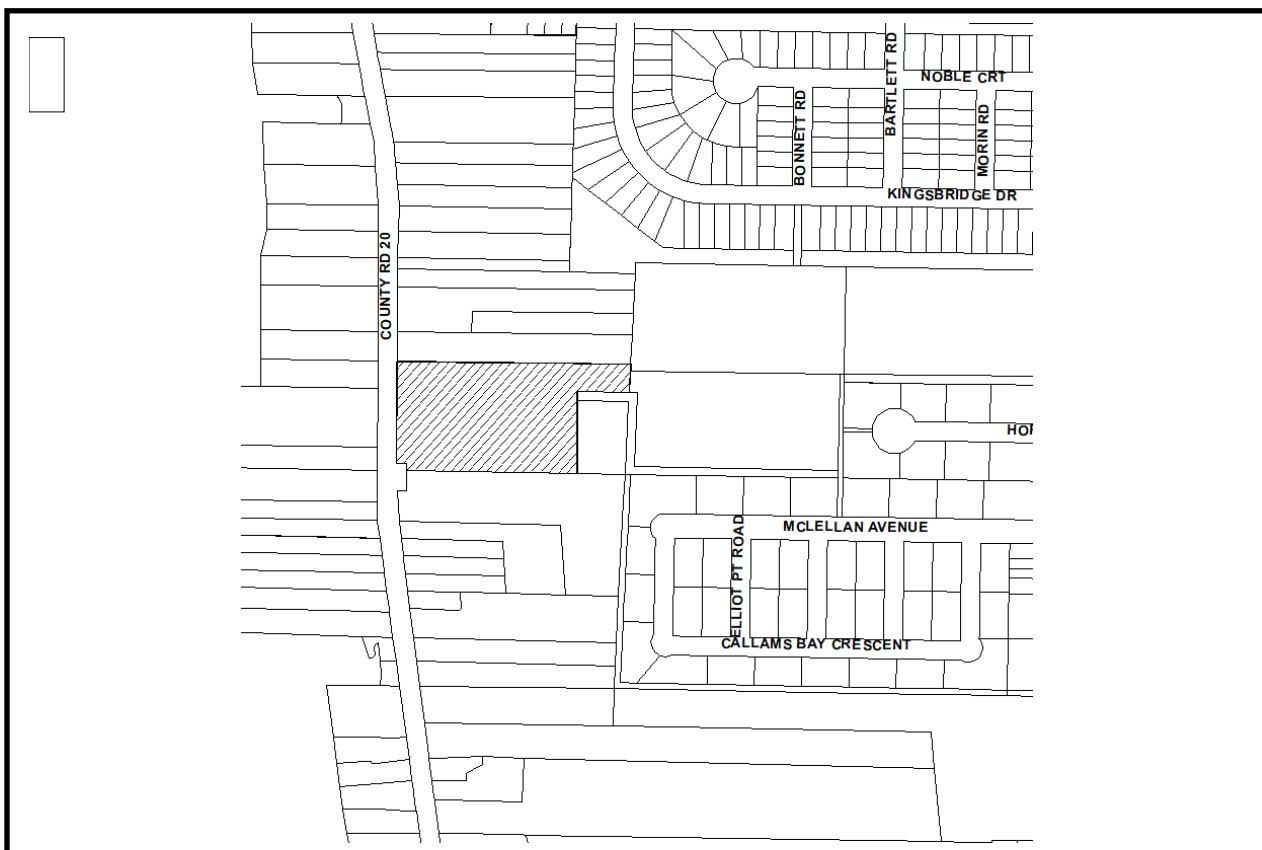 NOBLE CRT
BARTLETT RD
BONNETT RD
MORIN RD
KINGSBRIDGE DR
COUNTY RD 20
HOR
MCLELLAN AVENUE
ELLIOT PT ROAD
CALLAMS BAY CRESCENT